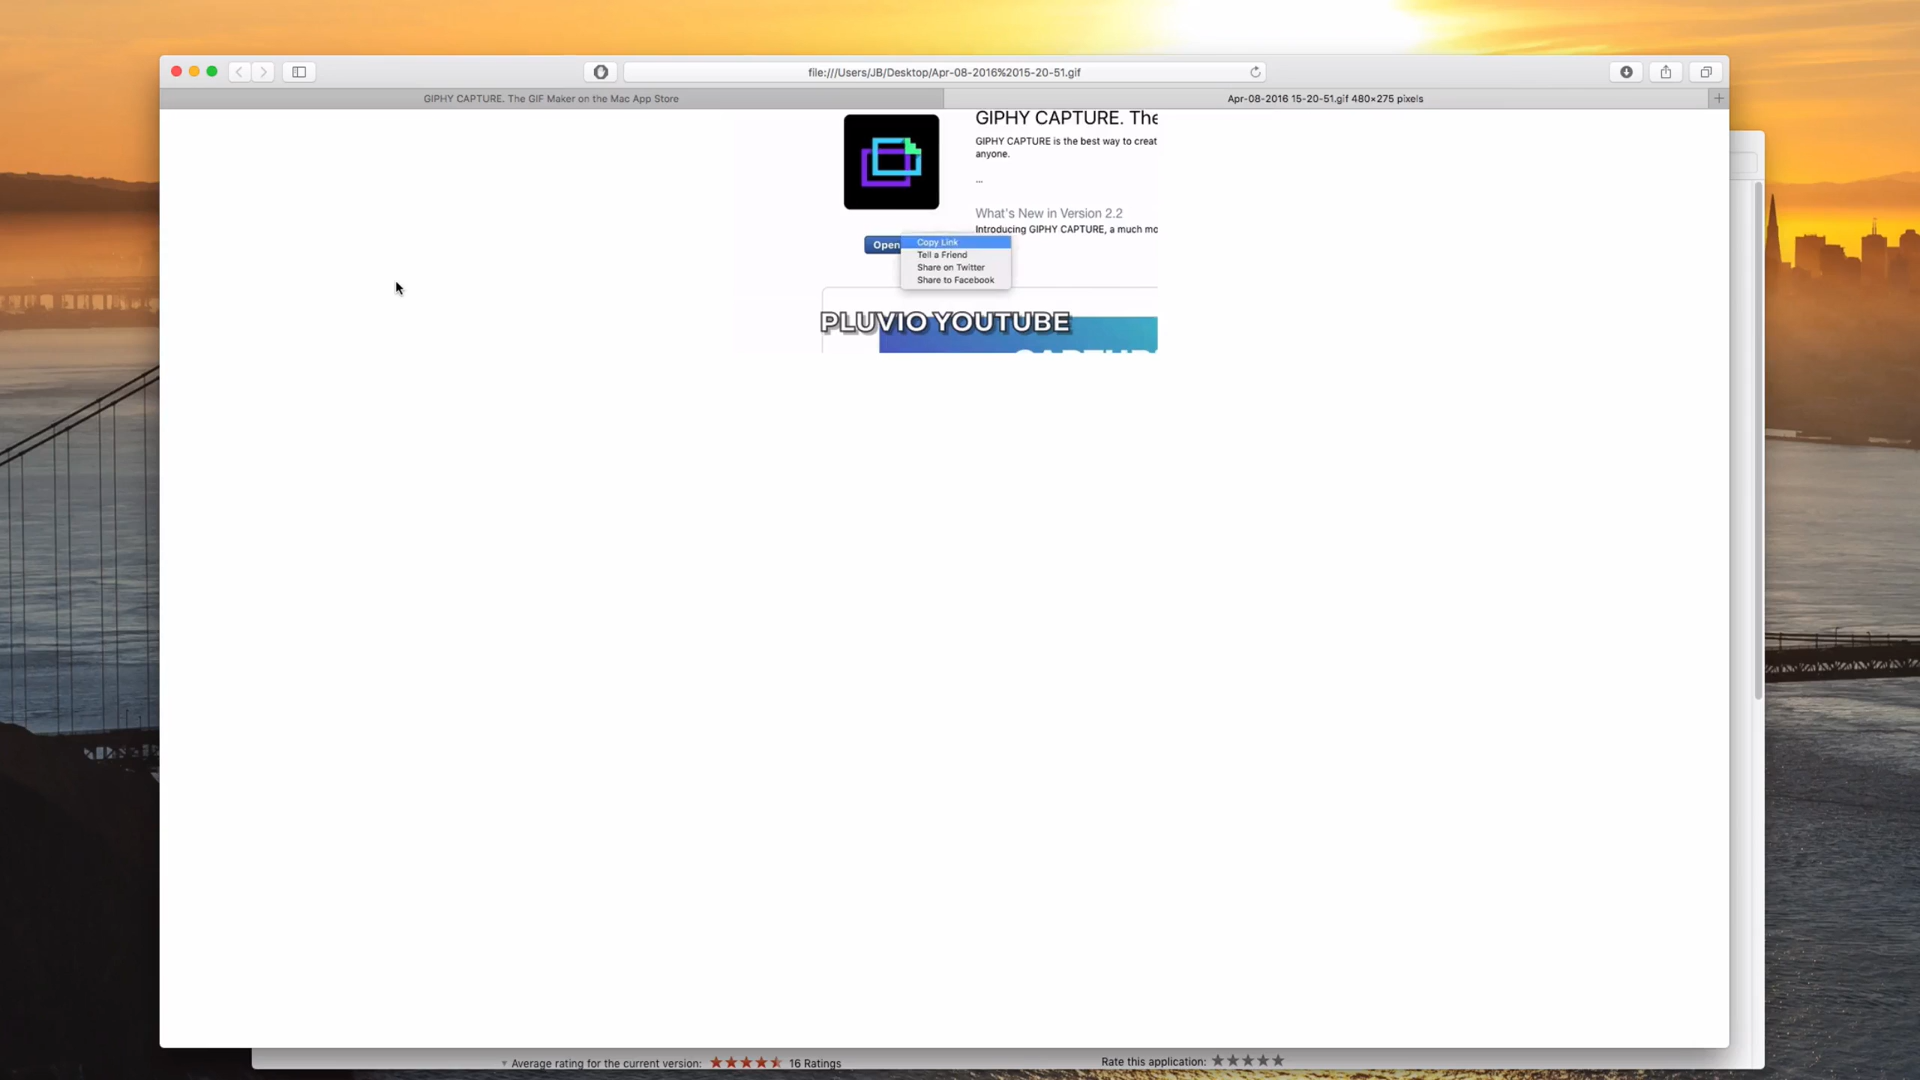 file:///Users/JB/Desktop/Apr-08-2016%2015-20-51.gif
GIPHY CAPTURE. The GIF Maker on the Mac App Store
Apr-08-2016 15-20-51.gif 480×275 pixels
GIPHY CAPTURE. The
GIPHY CAPTURE is the best way to creat
anyone.
...
What's New in Version 2.2
Introducing GIPHY CAPTURE, a much mo
Open
Copy Link
Tell a Friend
Share on Twitter
Share to Facebook
PLUVIO YOUTUBE
Average rating for the current version: 16 Ratings
Rate this application: